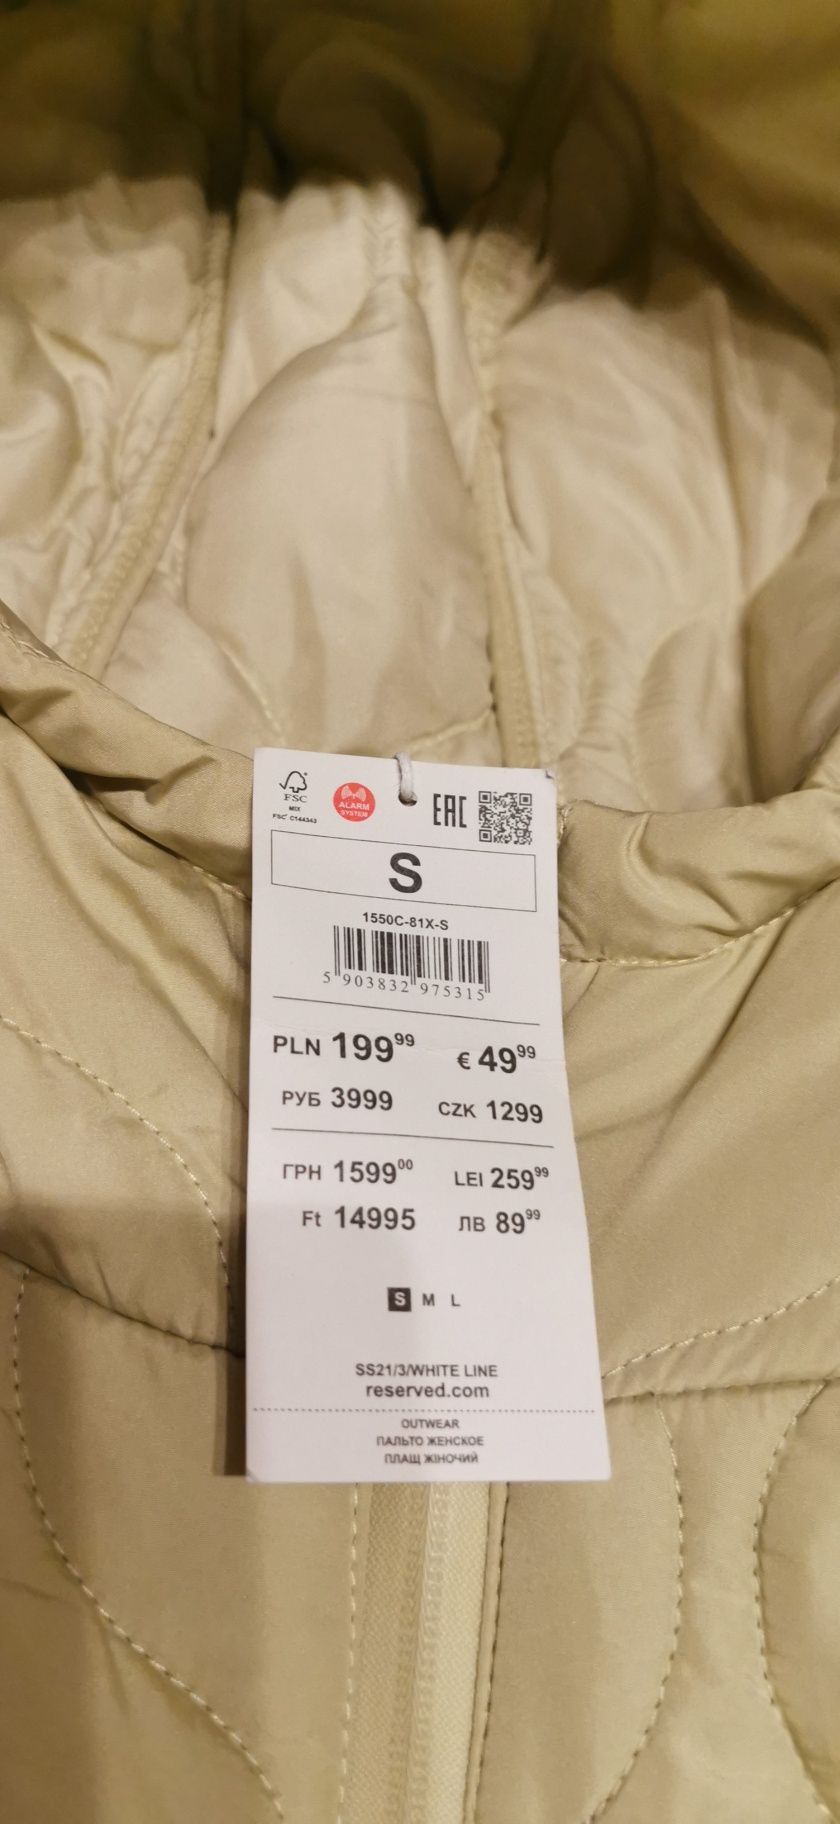 FSC
MIX
FSC® C144343
ALARM
SYSTEM
EAC
S
1550C-81X-S
5 903832 975315
PLN 199⁹⁹ € 49⁹⁹
РУБ 3999 CZK 1299
ГРН 1599⁰⁰ LEI 259⁹⁹
Ft 14995 ЛВ 89⁹⁹
S M L
SS21/3/WHITE LINE
reserved.com
OUTWEAR
ПАЛЬТО ЖЕНСКОЕ
ПЛАЩ ЖІНОЧИЙ